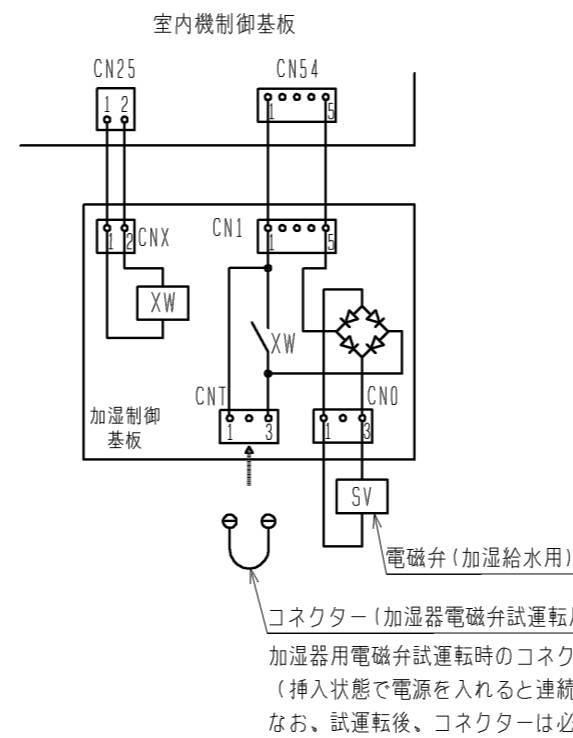 室内機制御基板
CN25
CN54
1 2
1 5
CN1
1 2
CNX
1 5
XW
XW
CNT
CNO
加湿制御
基板
1 3
1 3
SV
電磁弁(加湿給水用)
コネクター(加湿器電磁弁試運転
加湿器用電磁弁試運転時のコネク
(挿入状態で電源を入れると連続
なお、試運転後、コネクターは必